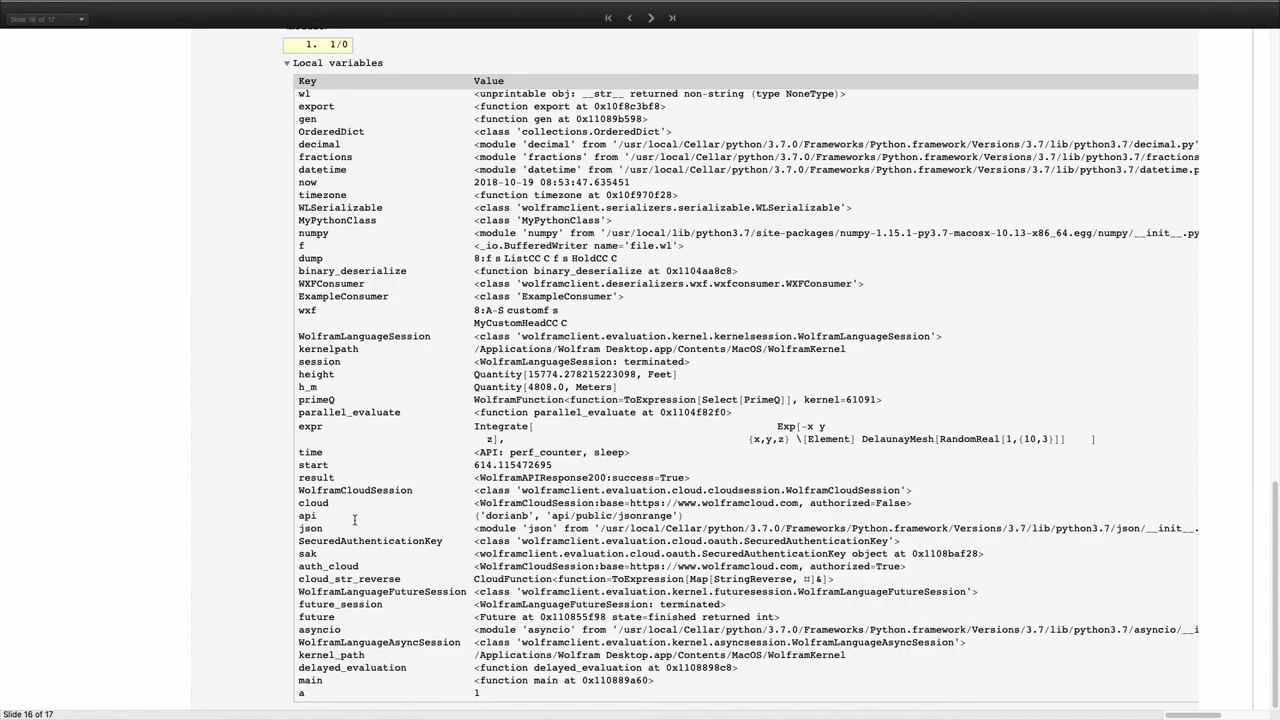 Slide 16 of 17
1. 1/0
Local variables
Key Value
wl <unprintable obj: __str__ returned non-string (type NoneType)>
export <function export at 0x10f8c3bf8>
gen <function gen at 0x11089b598>
OrderedDict <class 'collections.OrderedDict'>
decimal <module 'decimal' from '/usr/local/Cellar/python/3.7.0/Frameworks/Python.framework/Versions/3.7/lib/python3.7/decimal.py'
fractions <module 'fractions' from '/usr/local/Cellar/python/3.7.0/Frameworks/Python.framework/Versions/3.7/lib/python3.7/fractions
datetime <module 'datetime' from '/usr/local/Cellar/python/3.7.0/Frameworks/Python.framework/Versions/3.7/lib/python3.7/datetime.p
now 2018-10-19 08:53:47.635451
timezone <function timezone at 0x10f970f28>
WLSerializable <class 'wolframclient.serializers.serializable.WLSerializable'>
MyPythonClass <class 'MyPythonClass'>
numpy <module 'numpy' from '/usr/local/lib/python3.7/site-packages/numpy-1.15.1-py3.7-macosx-10.13-x86_64.egg/numpy/__init__.py
f <_io.BufferedWriter name='file.wl'>
dump 8:f s ListCC C f s HoldCC C
binary_deserialize <function binary_deserialize at 0x1104aa8c8>
WXFConsumer <class 'wolframclient.deserializers.wxf.wxfconsumer.WXFConsumer'>
ExampleConsumer <class 'ExampleConsumer'>
wxf 8:A-S customf s
MyCustomHeadCC C
WolframLanguageSession <class 'wolframclient.evaluation.kernel.kernelsession.WolframLanguageSession'>
kernelpath /Applications/Wolfram Desktop.app/Contents/MacOS/WolframKernel
session <WolframLanguageSession: terminated>
height Quantity[15774.278215223098, Feet]
h_m Quantity[4808.0, Meters]
primeQ WolframFunction<function=ToExpression[Select[PrimeQ]], kernel=61091>
parallel_evaluate <function parallel_evaluate at 0x1104f82f0>
expr Integrate[ Exp[-x y
z], {x,y,z} \[Element] DelaunayMesh[RandomReal[1,{10,3}]] ]
time <API: perf_counter, sleep>
start 614.115472695
result <WolframAPIResponse200:success=True>
WolframCloudSession <class 'wolframclient.evaluation.cloud.cloudsession.WolframCloudSession'>
cloud <WolframCloudSession:base=https://www.wolframcloud.com, authorized=False>
api ('dorianb', 'api/public/jsonrange')
json <module 'json' from '/usr/local/Cellar/python/3.7.0/Frameworks/Python.framework/Versions/3.7/lib/python3.7/json/__init__.
SecuredAuthenticationKey <class 'wolframclient.evaluation.cloud.oauth.SecuredAuthenticationKey'>
sak <wolframclient.evaluation.cloud.oauth.SecuredAuthenticationKey object at 0x1108baf28>
auth_cloud <WolframCloudSession:base=https://www.wolframcloud.com, authorized=True>
cloud_str_reverse CloudFunction<function=ToExpression[Map[StringReverse, #]&]>
WolframLanguageFutureSession <class 'wolframclient.evaluation.kernel.futuresession.WolframLanguageFutureSession'>
future_session <WolframLanguageFutureSession: terminated>
future <Future at 0x110855f98 state=finished returned int>
asyncio <module 'asyncio' from '/usr/local/Cellar/python/3.7.0/Frameworks/Python.framework/Versions/3.7/lib/python3.7/asyncio/__i
WolframLanguageAsyncSession <class 'wolframclient.evaluation.kernel.asyncsession.WolframLanguageAsyncSession'>
kernel_path /Applications/Wolfram Desktop.app/Contents/MacOS/WolframKernel
delayed_evaluation <function delayed_evaluation at 0x1108898c8>
main <function main at 0x110889a60>
a 1
Slide 16 of 17